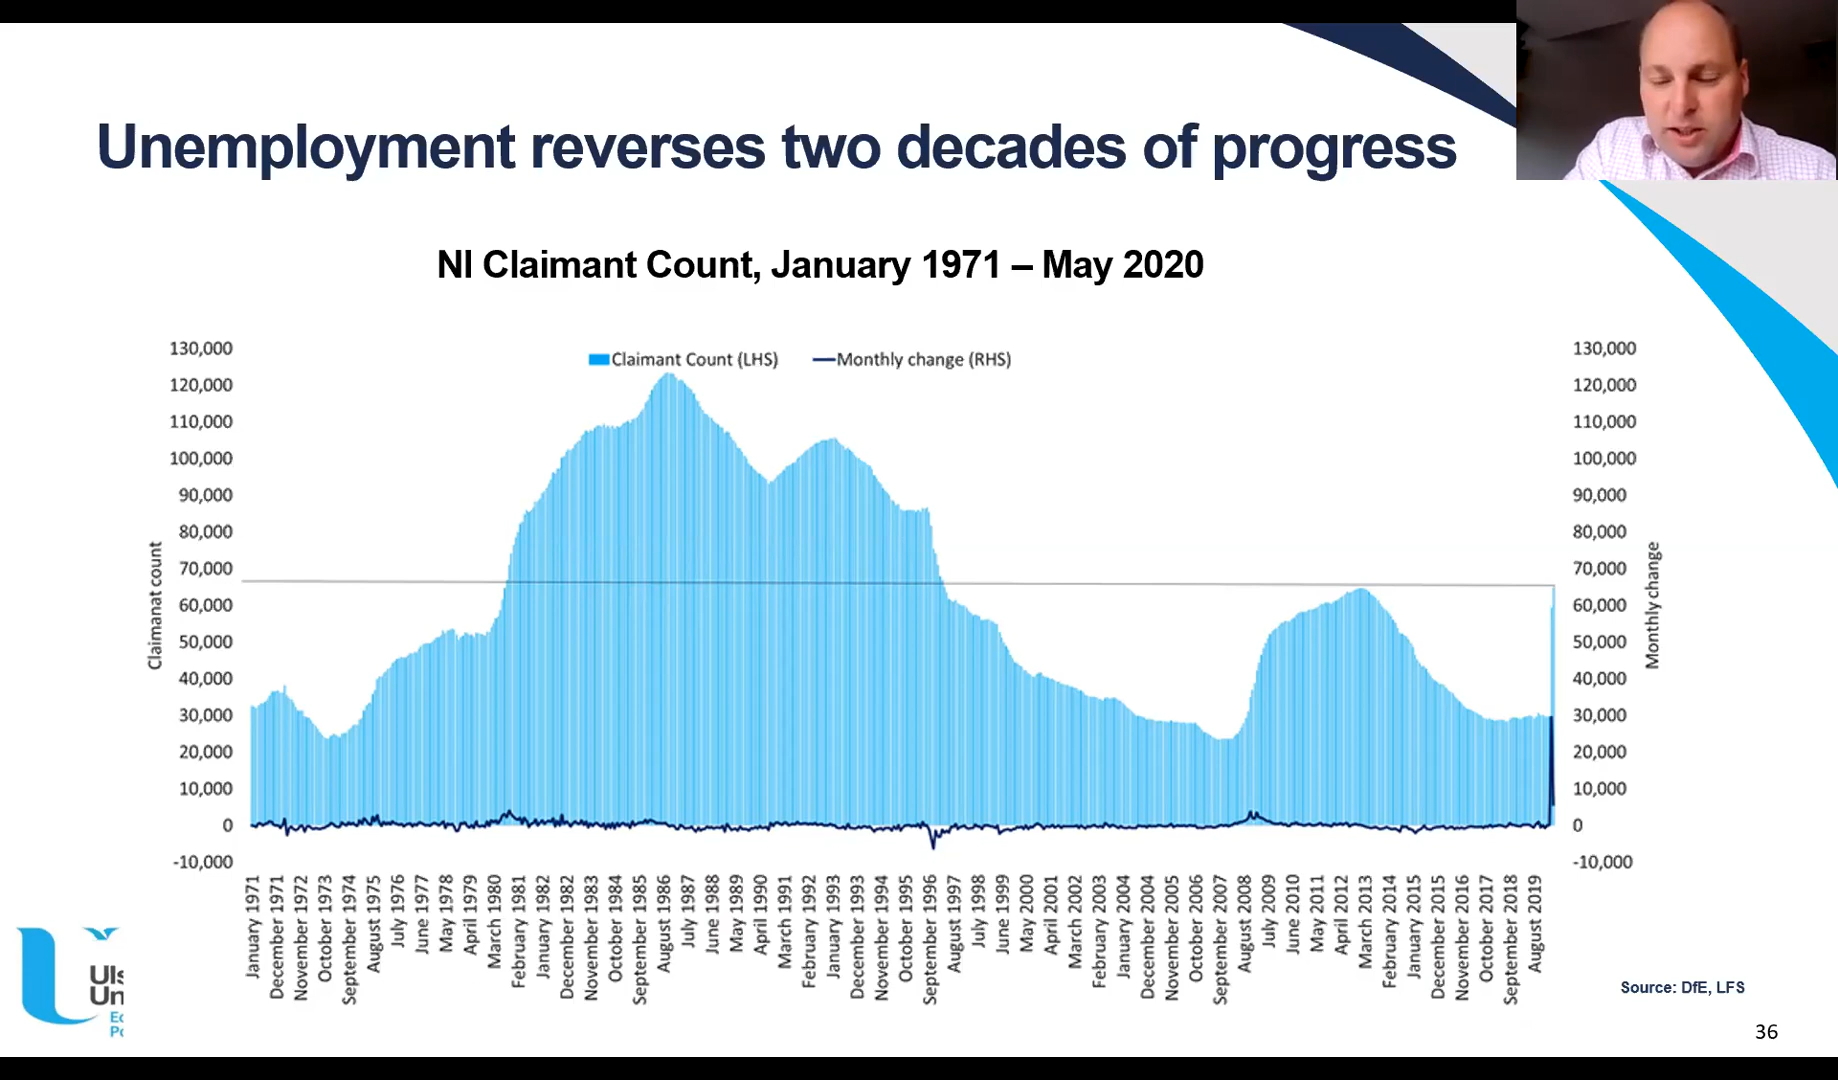 Unemployment reverses two decades of progress
NI Claimant Count, January 1971 – May 2020
Claimant Count (LHS)
Monthly change (RHS)
130,000
120,000
110,000
100,000
90,000
80,000
70,000
60,000
50,000
40,000
30,000
20,000
10,000
0
-10,000
Claimanat count
130,000
120,000
110,000
100,000
90,000
80,000
70,000
60,000
50,000
40,000
30,000
20,000
10,000
0
-10,000
Monthly change
January 1971
December 1971
November 1972
October 1973
September 1974
August 1975
July 1976
June 1977
May 1978
April 1979
March 1980
February 1981
January 1982
December 1982
November 1983
October 1984
September 1985
August 1986
July 1987
June 1988
May 1989
April 1990
March 1991
February 1992
January 1993
December 1993
November 1994
October 1995
September 1996
August 1997
July 1998
June 1999
May 2000
April 2001
March 2002
February 2003
January 2004
December 2004
November 2005
October 2006
September 2007
August 2008
July 2009
June 2010
May 2011
April 2012
March 2013
February 2014
January 2015
December 2015
November 2016
October 2017
September 2018
August 2019
Source: DfE, LFS
36